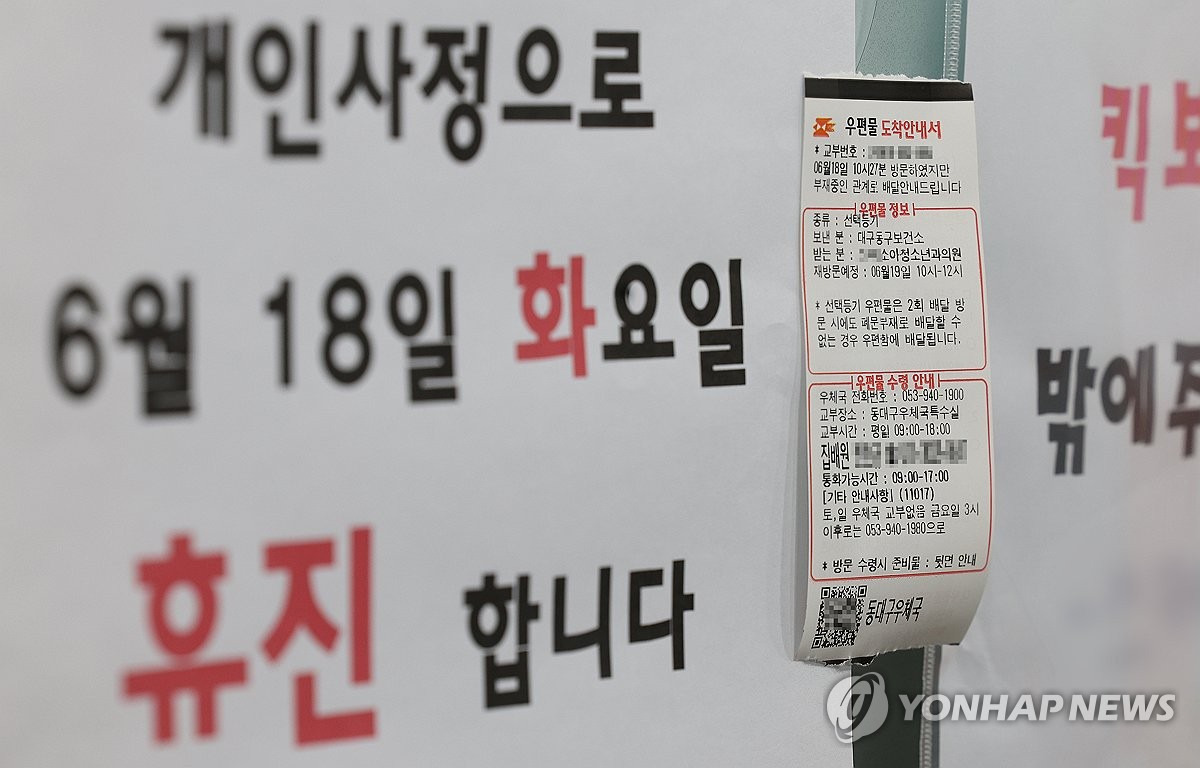 개인사정으로
6월 18일 화요일
휴진 합니다
우편물 도착안내서
* 교부번호 :
06월18일 10시27분 방문하였지만
부재중인 관계로 배달안내드립니다
우편물 정보
종류 : 선택등기
보낸 분 : 대구동구보건소
받는 분 : 소아청소년과의원
재방문예정 : 06월19일 10시-12시
* 선택등기 우편물은 2회 배달 방
문 시에도 폐문부재로 배달할 수
없는 경우 우편함에 배달됩니다.
우편물 수령 안내
우체국 전화번호 : 053-940-1900
교부장소 : 동대구우체국특수실
교부시간 : 평일 09:00-18:00
집배원
통화가능시간 : 09:00-17:00
[기타 안내사항] (11017)
토,일 우체국 교부없음 금요일 3시
이후로는 053-940-1980으로
* 방문 수령시 준비물 : 뒷면 안내
동대구우체국
킥보
밖에 주
YONHAP NEWS